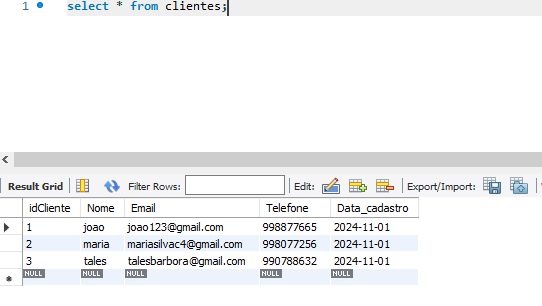 1 select * from clientes;
Result Grid Filter Rows: Edit: Export/Import:
idCliente Nome Email Telefone Data_cadastro
1 joao joao123@gmail.com 998877665 2024-11-01
2 maria mariasilvac4@gmail.com 998077256 2024-11-01
3 tales talesbarbora@gmail.com 990788632 2024-11-01
NULL NULL NULL NULL NULL